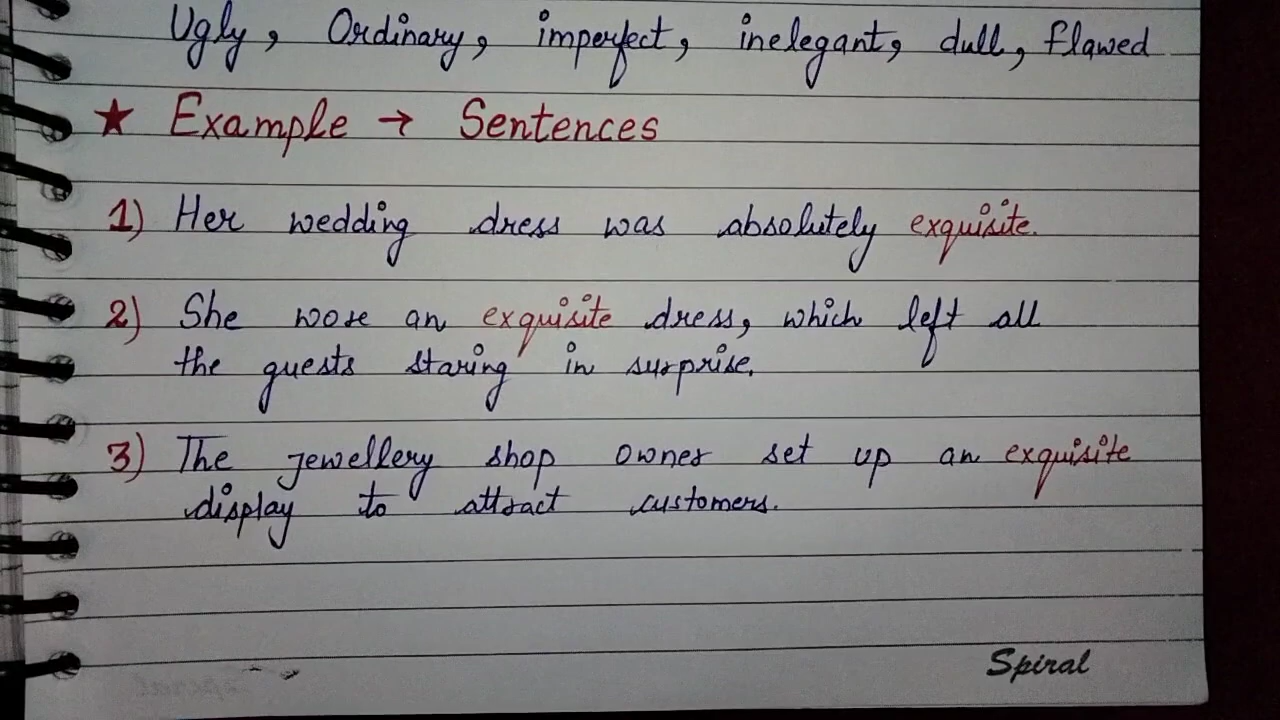 Ugly, Ordinary, imperfect, inelegant, dull, flawed
★ Example → Sentences
1) Her wedding dress was absolutely exquisite.
2) She wore an exquisite dress, which left all
the guests staring in surprise.
3) The jewellery shop owner set up an exquisite
display to attract customers.
Spiral